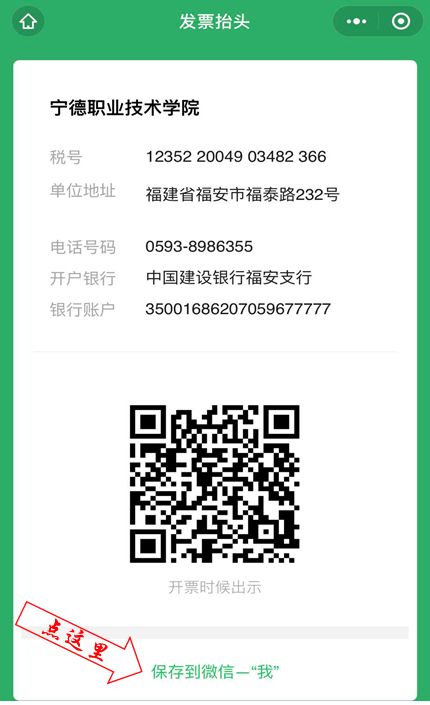 发票抬头
宁德职业技术学院
税号 12352 20049 03482 366
单位地址 福建省福安市福泰路232号
电话号码 0593-8986355
开户银行 中国建设银行福安支行
银行账户 35001686207059677777
开票时候出示
点这里
保存到微信—“我”